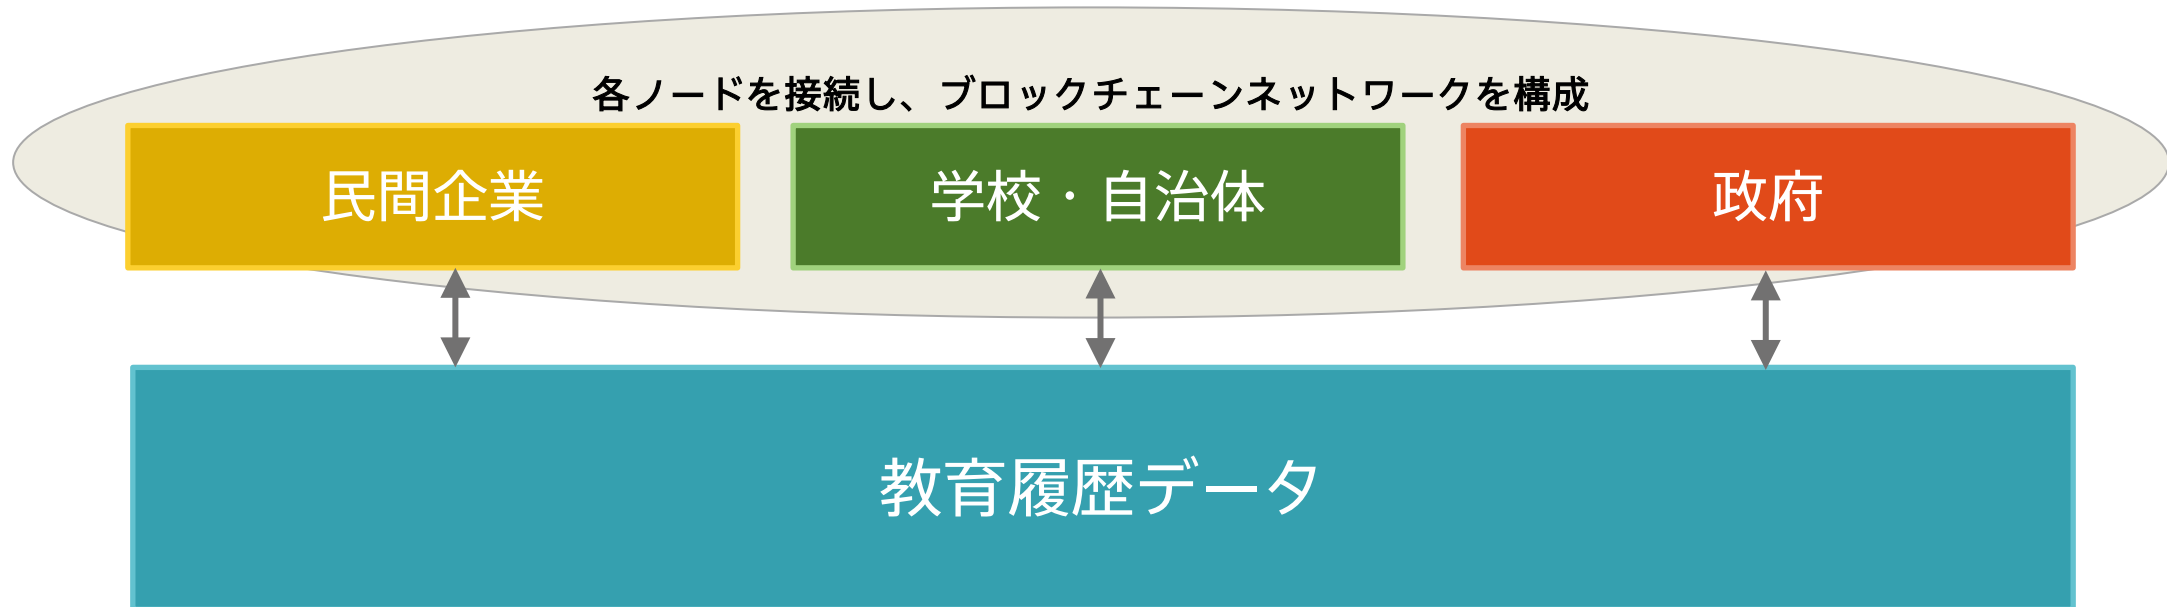 各ノードを接続し、ブロックチェーンネットワークを構成
民間企業
学校・自治体
政府
教育履歴データ